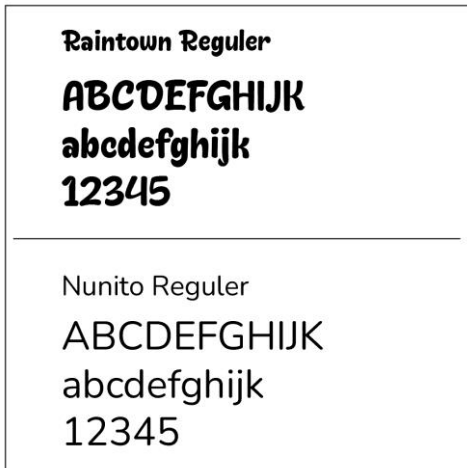 Raintown Reguler
ABCDEFGHIJK
abcdefghijk
12345
Nunito Reguler
ABCDEFGHIJK
abcdefghijk
12345